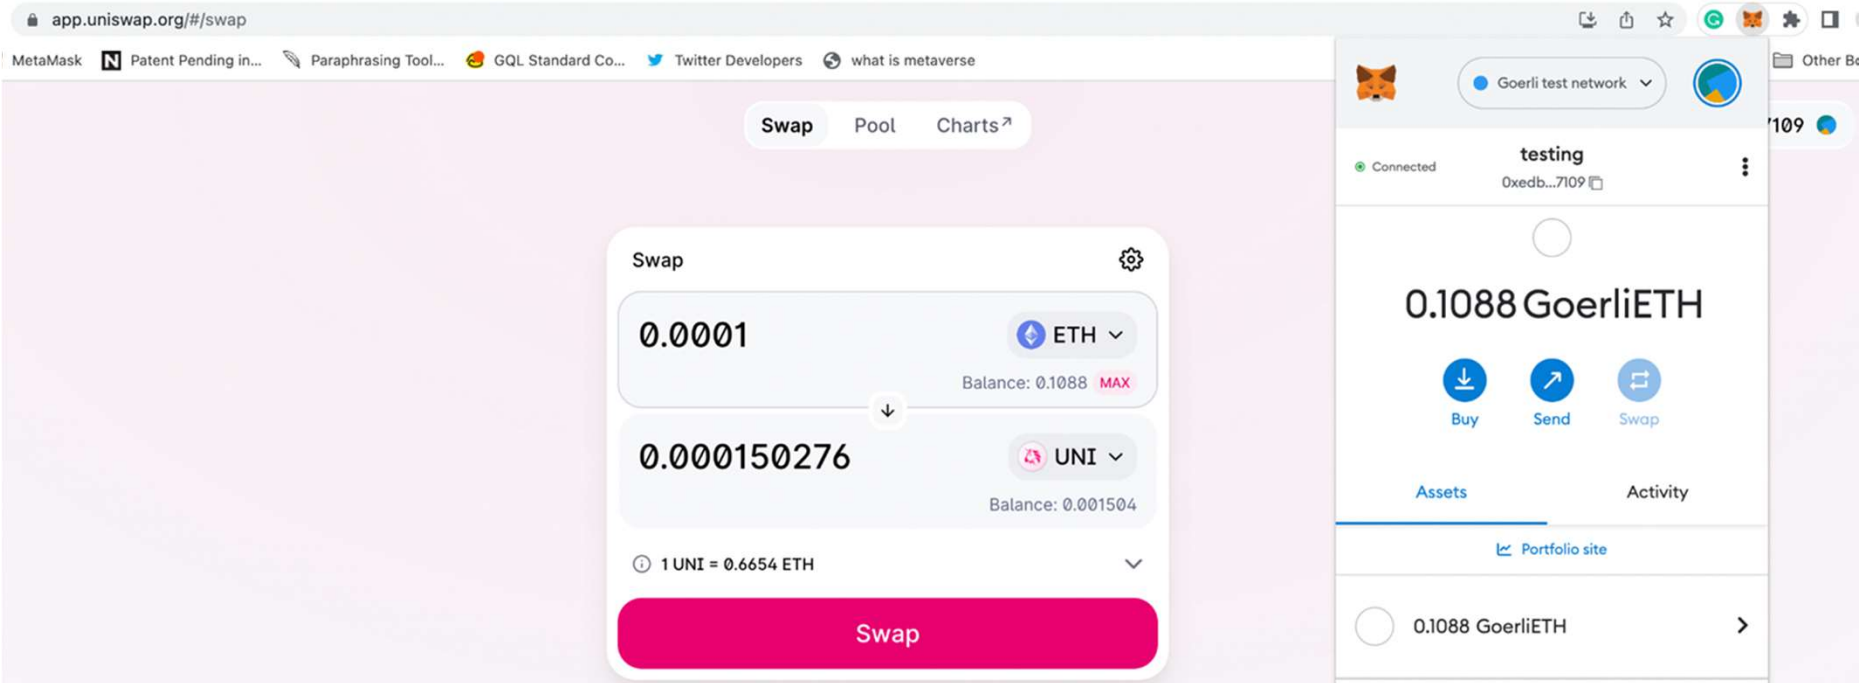 app.uniswap.org/#/swap
MetaMask Patent Pending in... Paraphrasing Tool... GQL Standard Co... Twitter Developers what is metaverse
Other Bo
Swap Pool Charts↗
7109
Swap
0.0001 ETH
Balance: 0.1088 MAX
0.000150276 UNI
Balance: 0.001504
1 UNI = 0.6654 ETH
Swap
Goerli test network
Connected
testing
0xedb...7109
0.1088 GoerliETH
Buy Send Swap
Assets Activity
Portfolio site
0.1088 GoerliETH